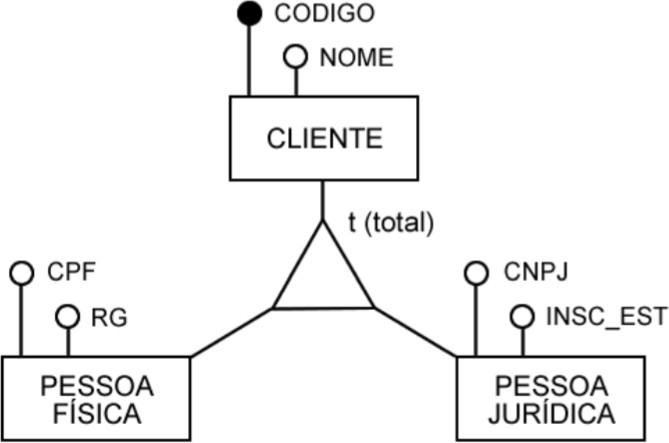 CODIGO
NOME
CLIENTE
t (total)
CPF
RG
CNPJ
INSC_EST
PESSOA
FÍSICA
PESSOA
JURÍDICA